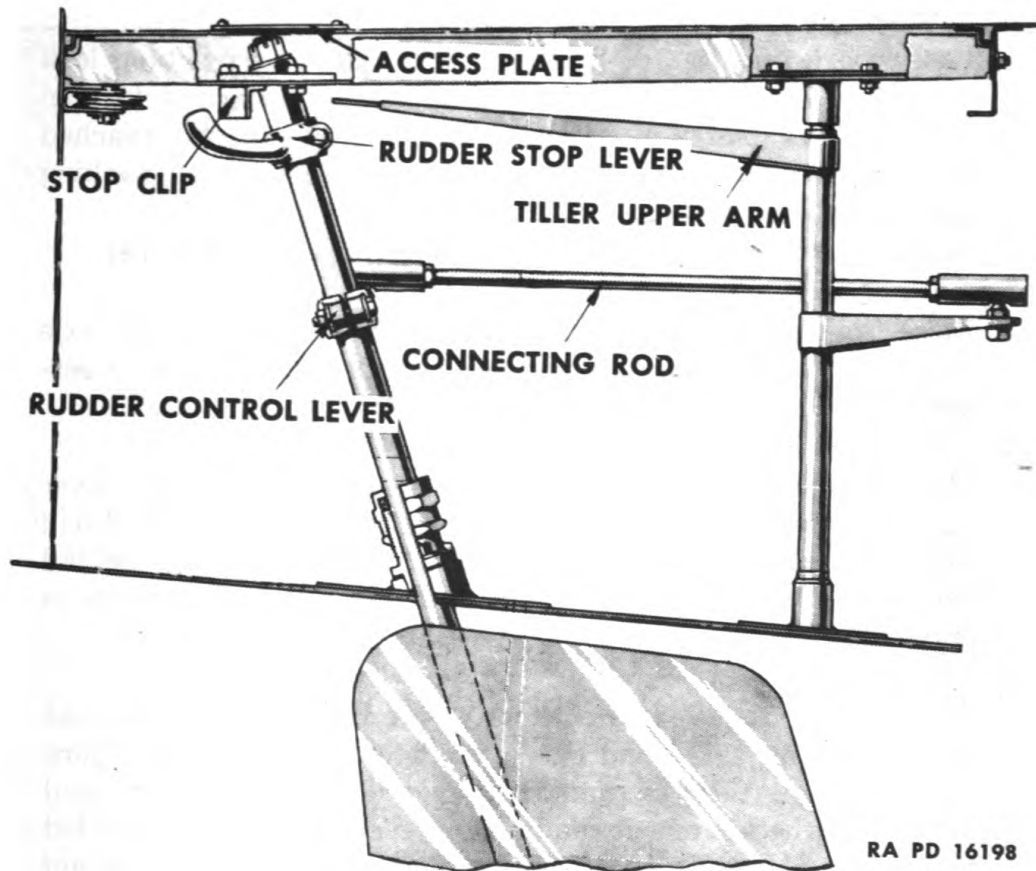 ACCESS PLATE
RUDDER STOP LEVER
STOP CLIP
TILLER UPPER ARM
CONNECTING ROD
RUDDER CONTROL LEVER
RA PD 16198